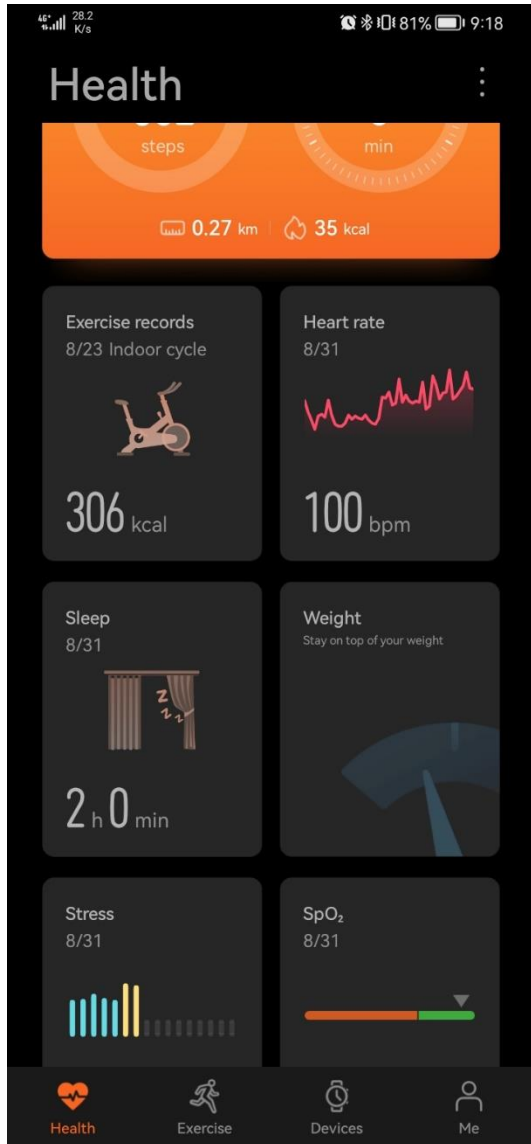 4G+ 28.2 K/s 81% 9:18
Health
steps min
0.27 km 35 kcal
Exercise records
8/23 Indoor cycle
306 kcal
Heart rate
8/31
100 bpm
Sleep
8/31
z z z
2 h 0 min
Weight
Stay on top of your weight
Stress
8/31
SpO₂
8/31
Health Exercise Devices Me